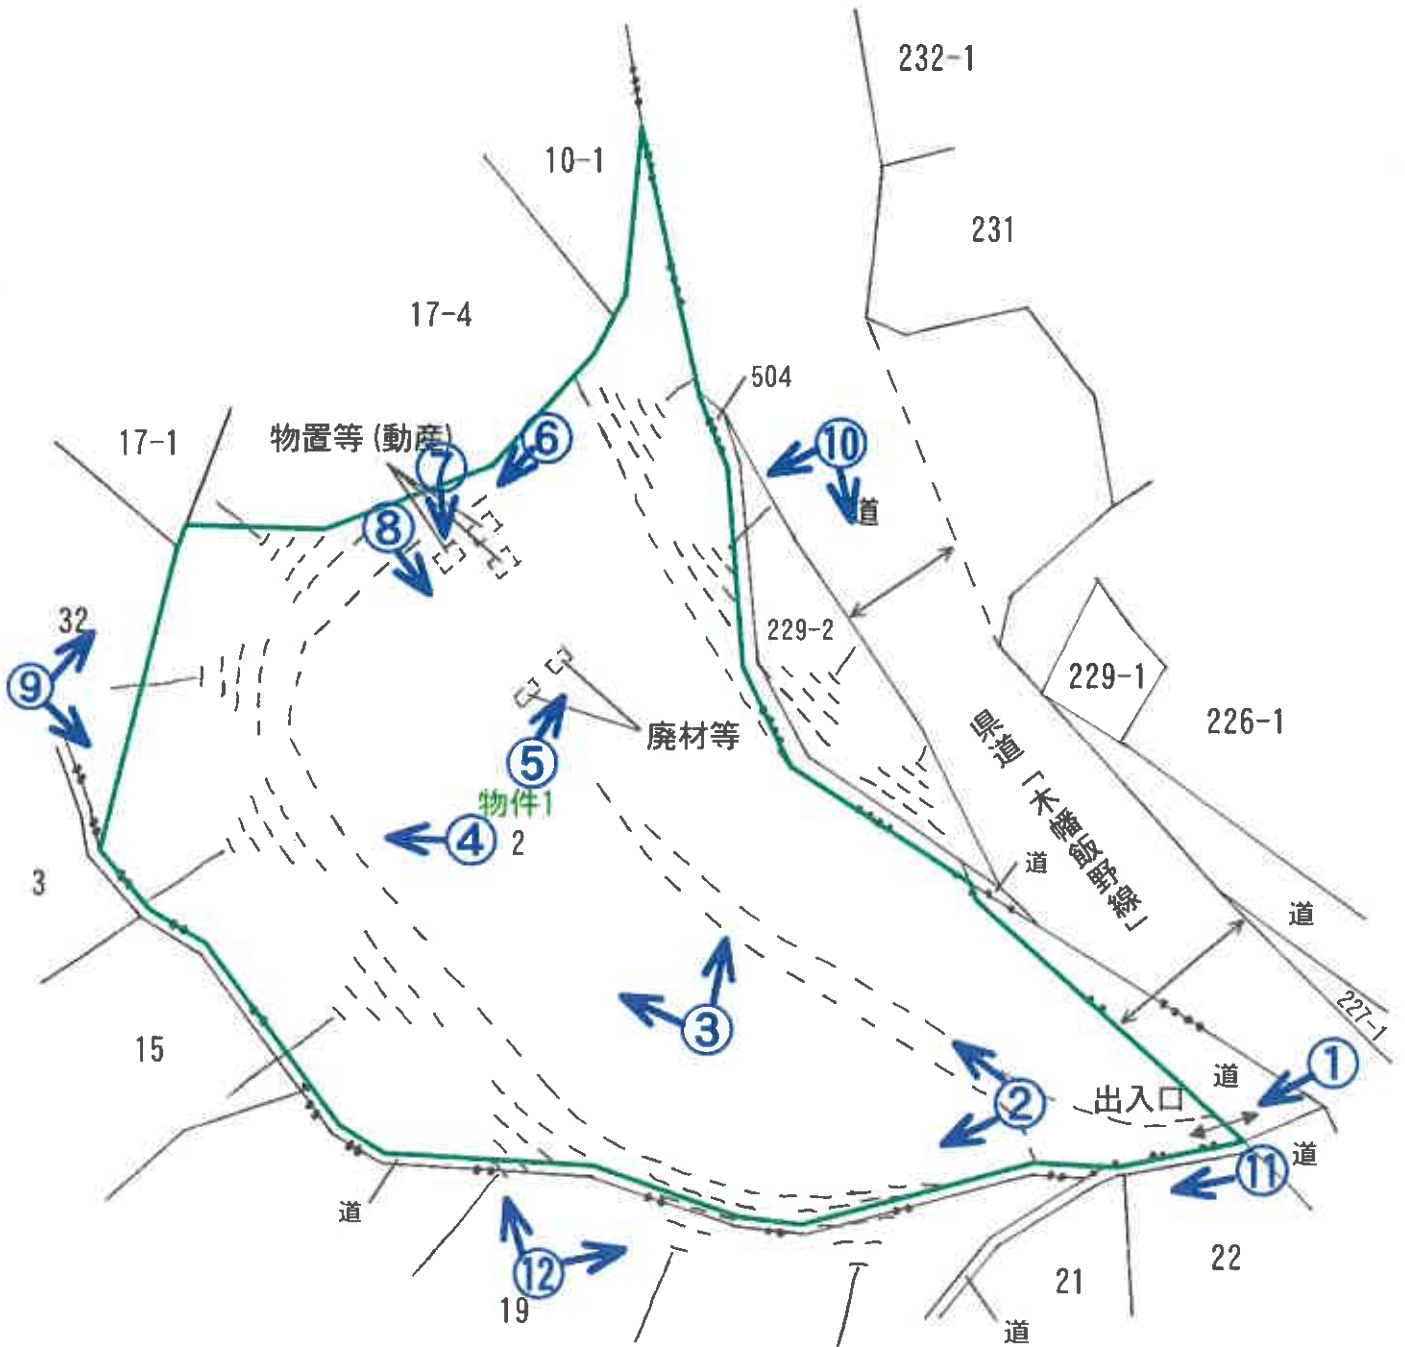 232-1
10-1
231
17-4
504
17-1
物置等(動産)
⑥
⑦
⑩
⑧
道
32
229-2
⑨
229-1
226-1
廃材等
県道「木幡飯野線」
⑤
物件1
④
2
3
道
道
③
227-1
15
①
道
②
出入口
道
⑪
道
⑫
19
21
22
道